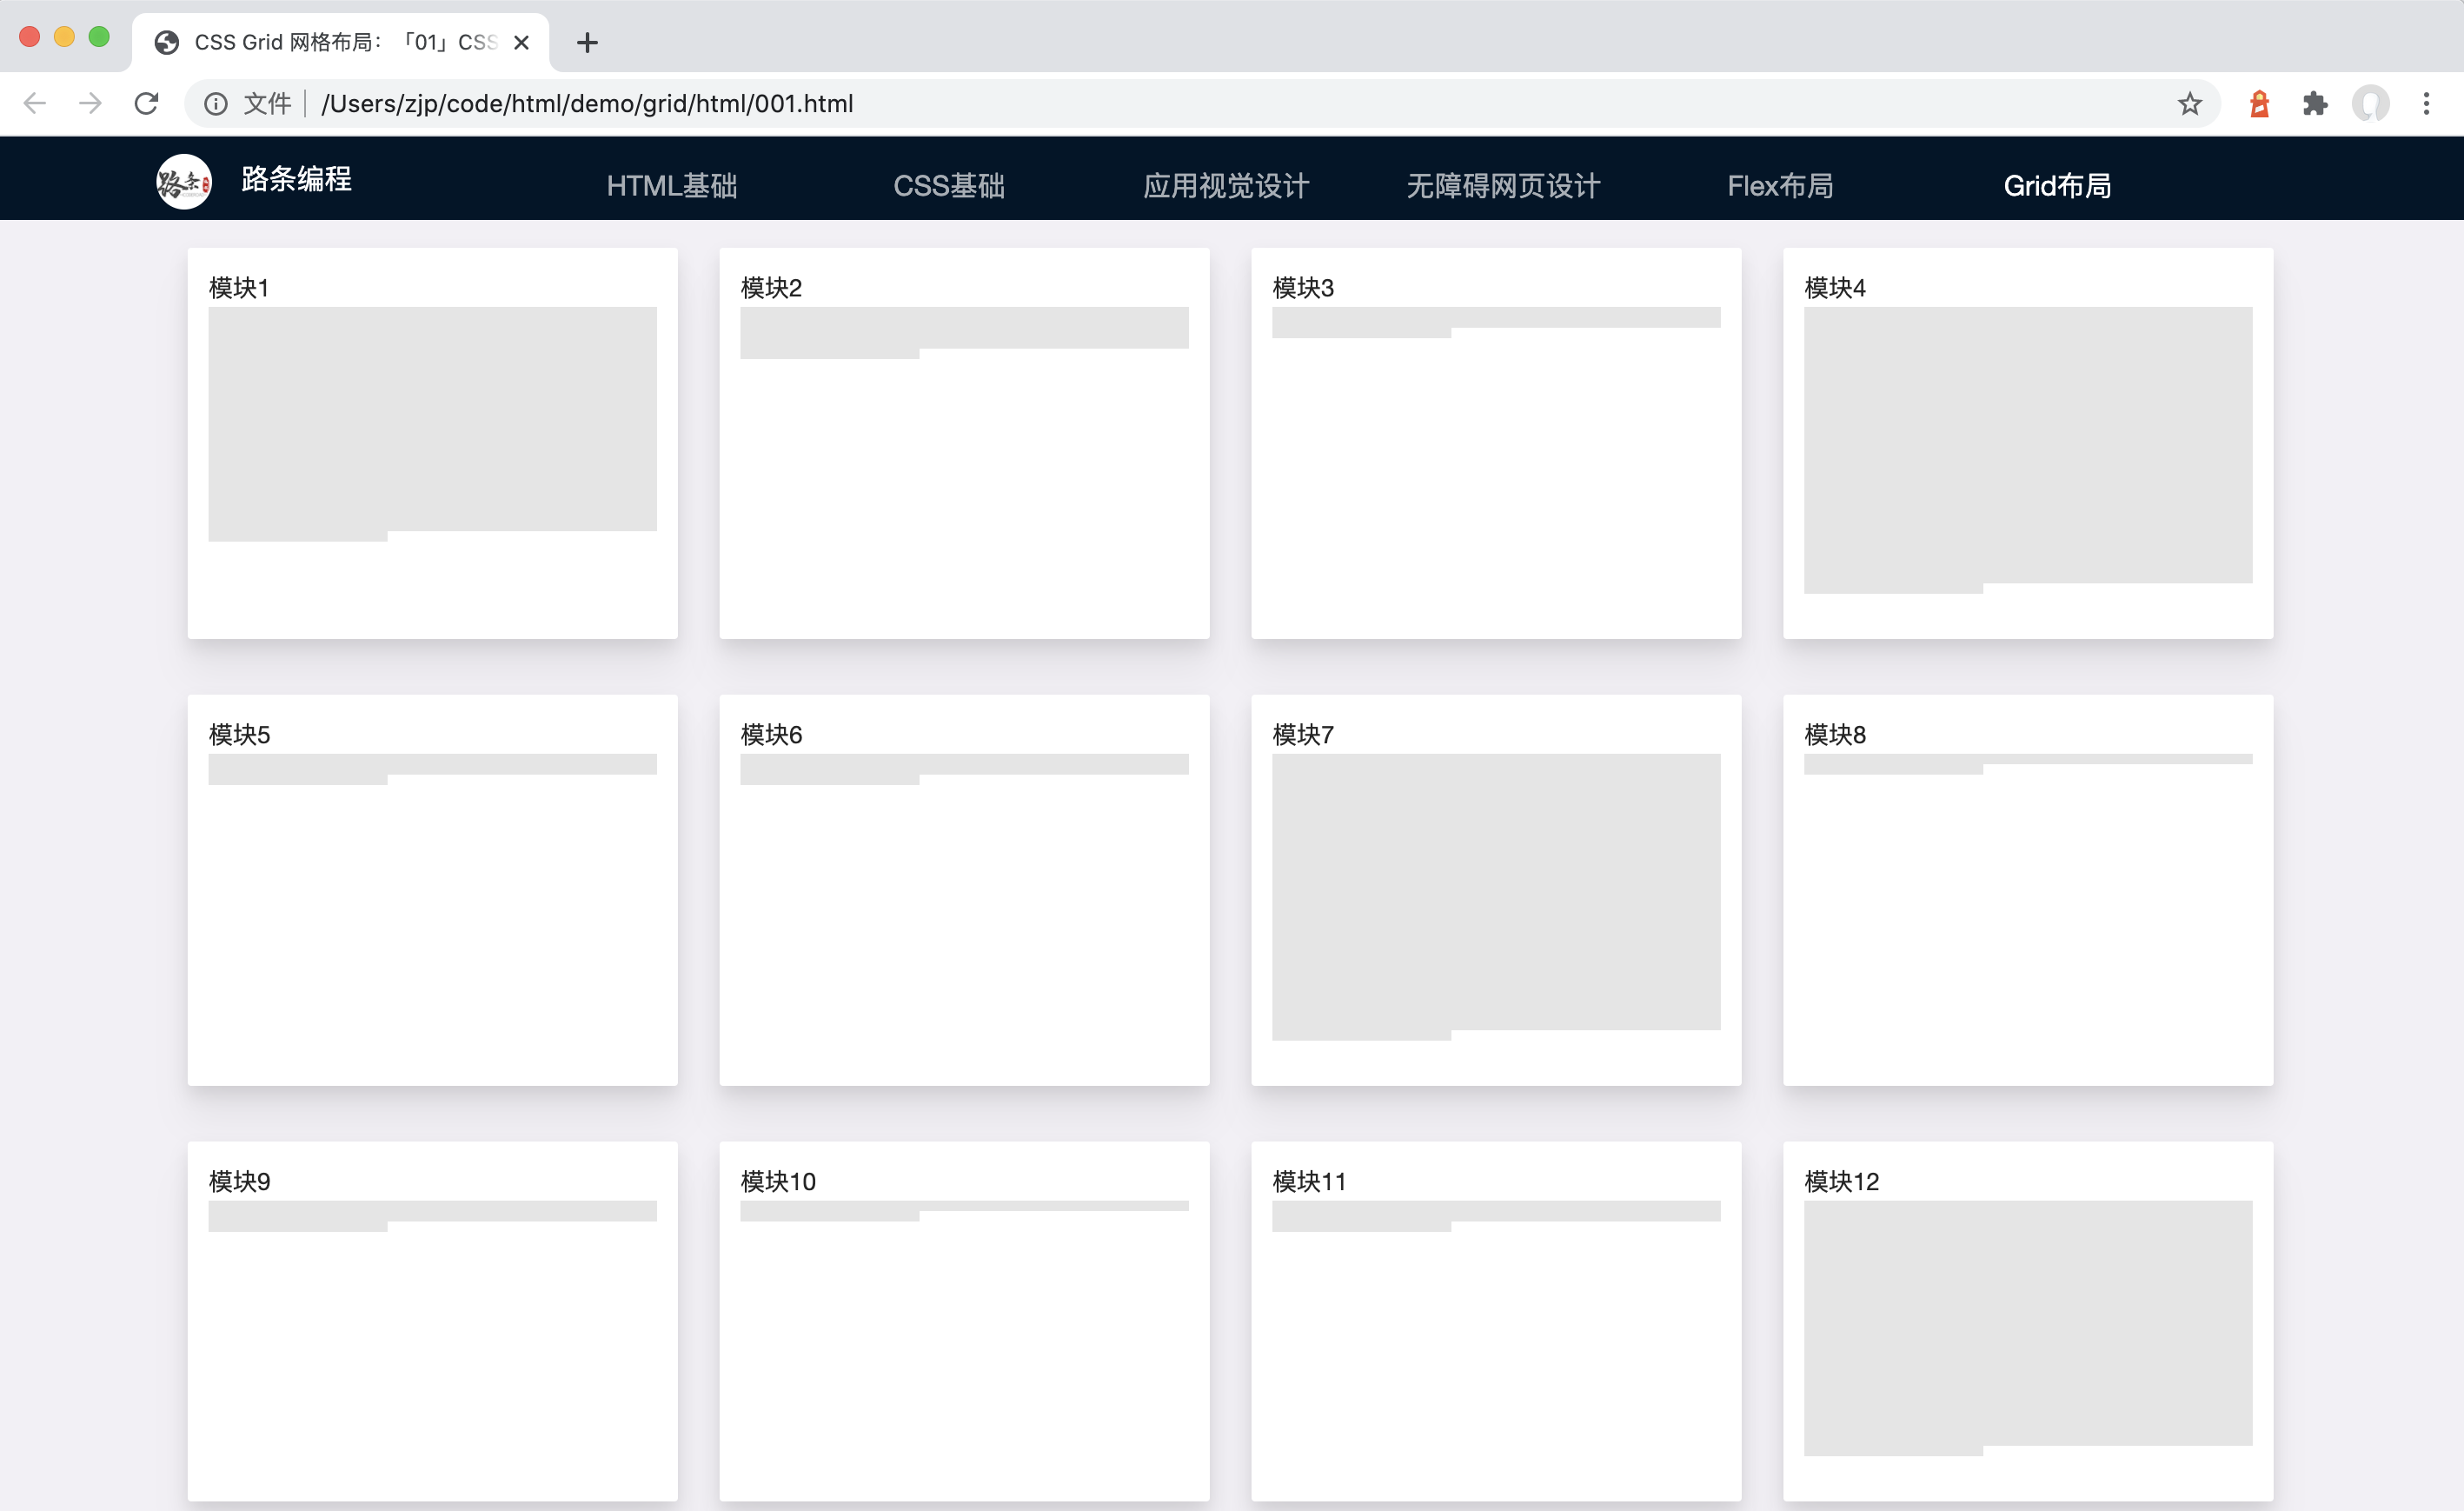 CSS Grid 网格布局：「01」CSS
文件 /Users/zjp/code/html/demo/grid/html/001.html
路条编程 HTML基础 CSS基础 应用视觉设计 无障碍网页设计 Flex布局 Grid布局
模块1 模块2 模块3 模块4
模块5 模块6 模块7 模块8
模块9 模块10 模块11 模块12